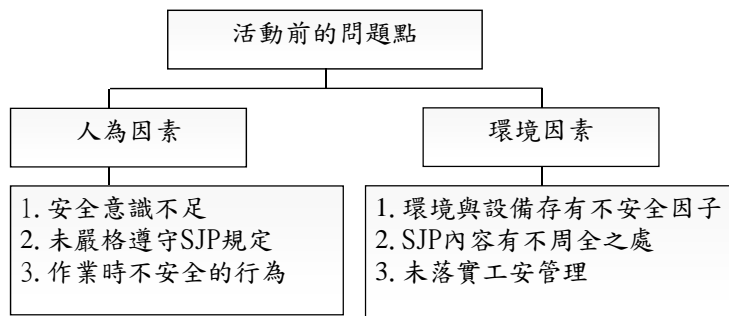 活動前的問題點
人為因素
環境因素
1. 安全意識不足
2. 未嚴格遵守SJP規定
3. 作業時不安全的行為
1. 環境與設備存有不安全因子
2. SJP內容有不周全之處
3. 未落實工安管理